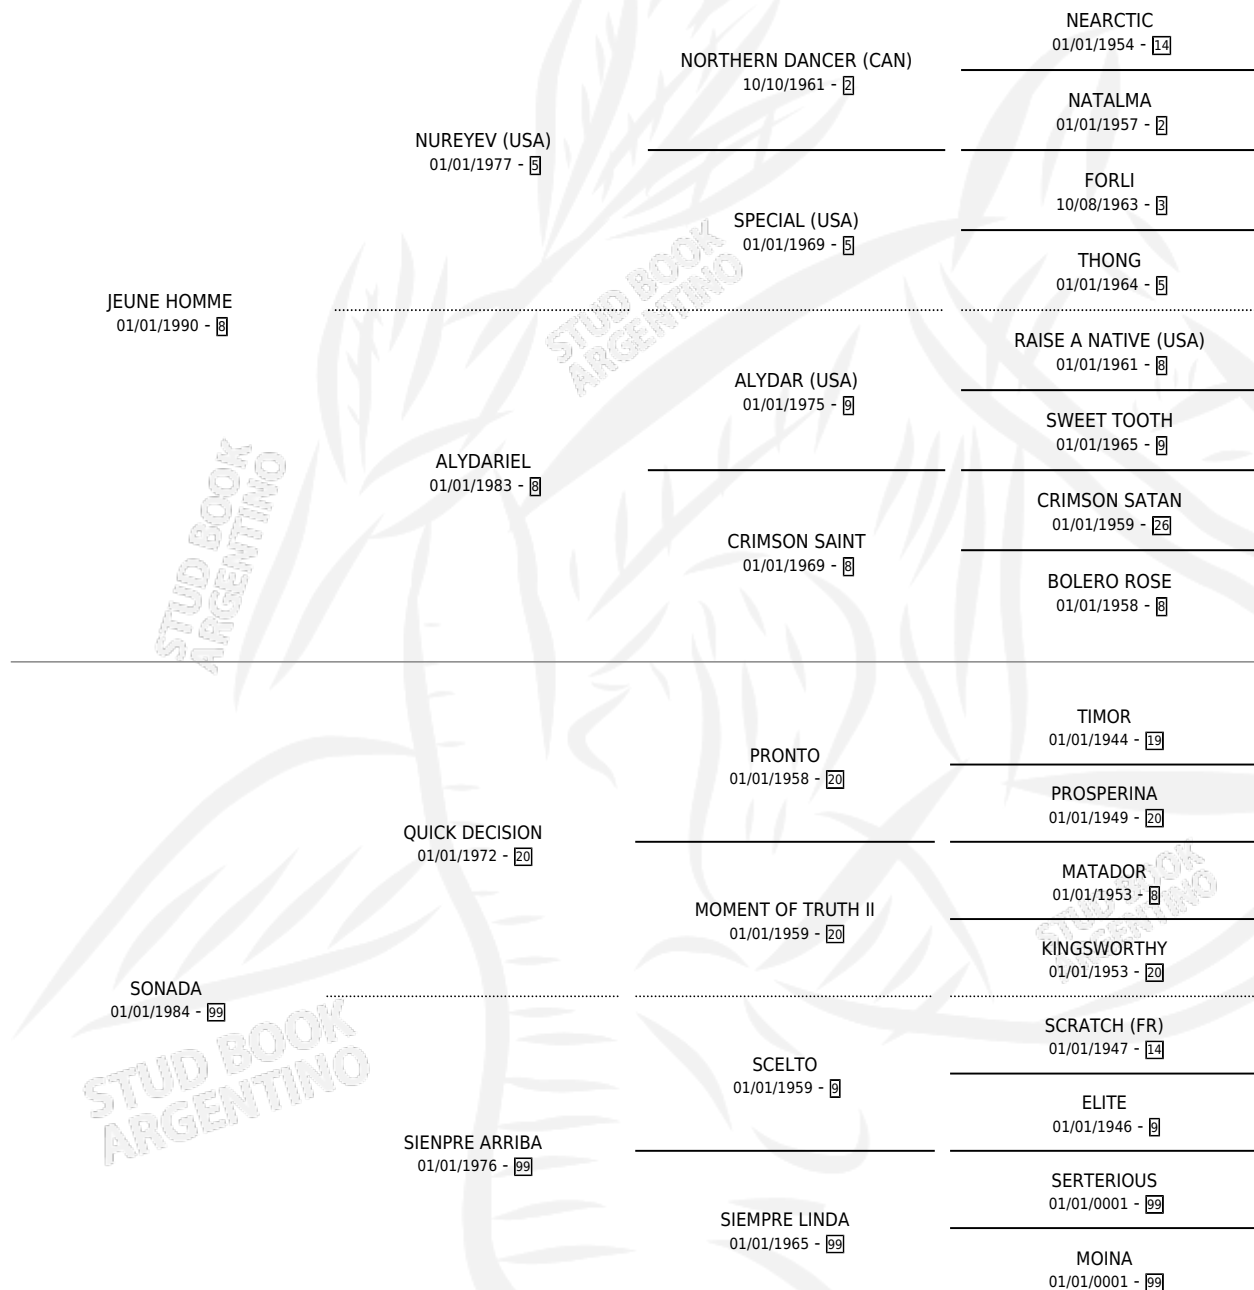 NEARCTIC
01/01/1954 - 14
NORTHERN DANCER (CAN)
10/10/1961 - 2
NATALMA
01/01/1957 - 2
NUREYEV (USA)
01/01/1977 - 5
FORLI
10/08/1963 - 3
SPECIAL (USA)
01/01/1969 - 5
THONG
01/01/1964 - 5
JEUNE HOMME
01/01/1990 - 8
RAISE A NATIVE (USA)
01/01/1961 - 8
ALYDAR (USA)
01/01/1975 - 9
SWEET TOOTH
01/01/1965 - 9
ALYDARIEL
01/01/1983 - 8
CRIMSON SATAN
01/01/1959 - 26
CRIMSON SAINT
01/01/1969 - 8
BOLERO ROSE
01/01/1958 - 8
TIMOR
01/01/1944 - 19
PRONTO
01/01/1958 - 20
PROSPERINA
01/01/1949 - 20
QUICK DECISION
01/01/1972 - 20
MATADOR
01/01/1953 - 8
MOMENT OF TRUTH II
01/01/1959 - 20
KINGSWORTHY
01/01/1953 - 20
SONADA
01/01/1984 - 99
SCRATCH (FR)
01/01/1947 - 14
SCELTO
01/01/1959 - 9
ELITE
01/01/1946 - 9
SIENPRE ARRIBA
01/01/1976 - 99
SERTERIOUS
01/01/0001 - 99
SIEMPRE LINDA
01/01/1965 - 99
MOINA
01/01/0001 - 99
STUD BOOK
ARGENTINO
STUD BOOK
ARGENTINO
STUD BOOK
ARGENTINO
STUD BOOK
ARGENTINO